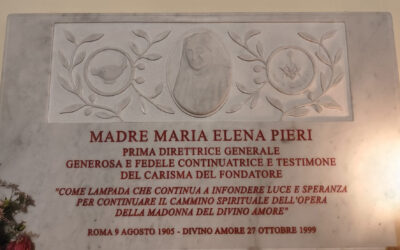 MADRE MARIA ELENA PIERI
PRIMA DIRETTRICE GENERALE
GENEROSA E FEDELE CONTINUATRICE E TESTIMONE
DEL CARISMA DEL FONDATORE
"COME LAMPADA CHE CONTINUA A INFONDERE LUCE E SPERANZA
PER CONTINUARE IL CAMMINO SPIRITUALE DELL'OPERA
DELLA MADONNA DEL DIVINO AMORE"
ROMA 9 AGOSTO 1905 - DIVINO AMORE 27 OTTOBRE 1999